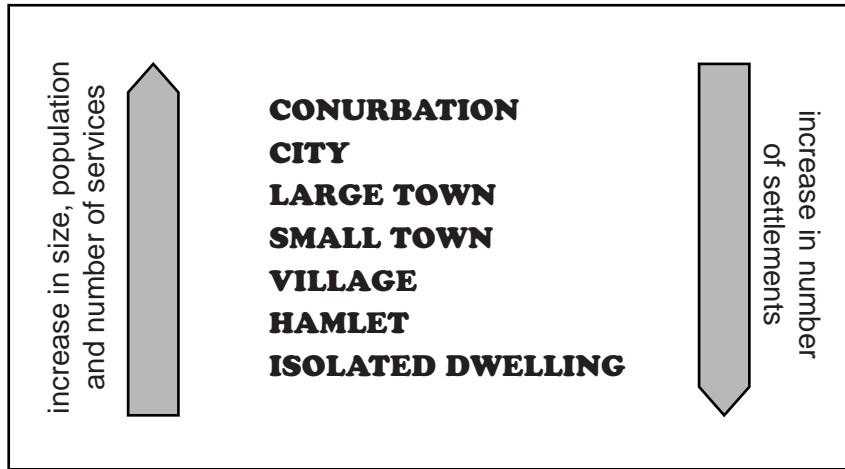 increase in size, population
and number of services
CONURBATION
CITY
LARGE TOWN
SMALL TOWN
VILLAGE
HAMLET
ISOLATED DWELLING
increase in number
of settlements